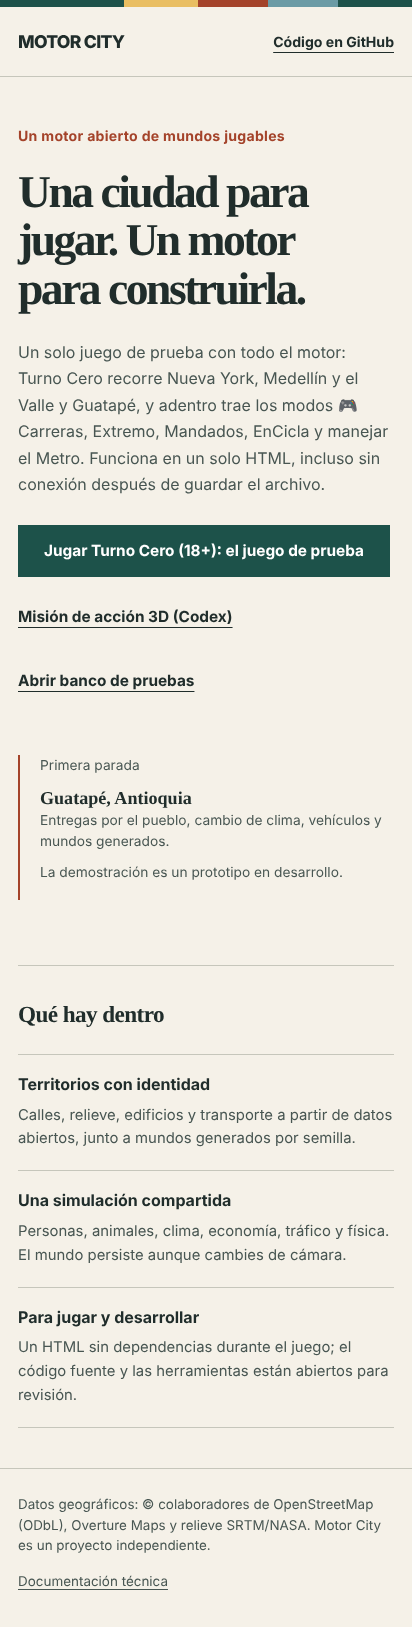 MOTOR CITY
Código en GitHub
Un motor abierto de mundos jugables
Una ciudad para
jugar. Un motor
para construirla.
Un solo juego de prueba con todo el motor:
Turno Cero recorre Nueva York, Medellín y el
Valle y Guatapé, y adentro trae los modos 🎮
Carreras, Extremo, Mandados, EnCicla y manejar
el Metro. Funciona en un solo HTML, incluso sin
conexión después de guardar el archivo.
Jugar Turno Cero (18+): el juego de prueba
Misión de acción 3D (Codex)
Abrir banco de pruebas
Primera parada
Guatapé, Antioquia
Entregas por el pueblo, cambio de clima, vehículos y
mundos generados.
La demostración es un prototipo en desarrollo.
Qué hay dentro
Territorios con identidad
Calles, relieve, edificios y transporte a partir de datos
abiertos, junto a mundos generados por semilla.
Una simulación compartida
Personas, animales, clima, economía, tráfico y física.
El mundo persiste aunque cambies de cámara.
Para jugar y desarrollar
Un HTML sin dependencias durante el juego; el
código fuente y las herramientas están abiertos para
revisión.
Datos geográficos: © colaboradores de OpenStreetMap
(ODbL), Overture Maps y relieve SRTM/NASA. Motor City
es un proyecto independiente.
Documentación técnica